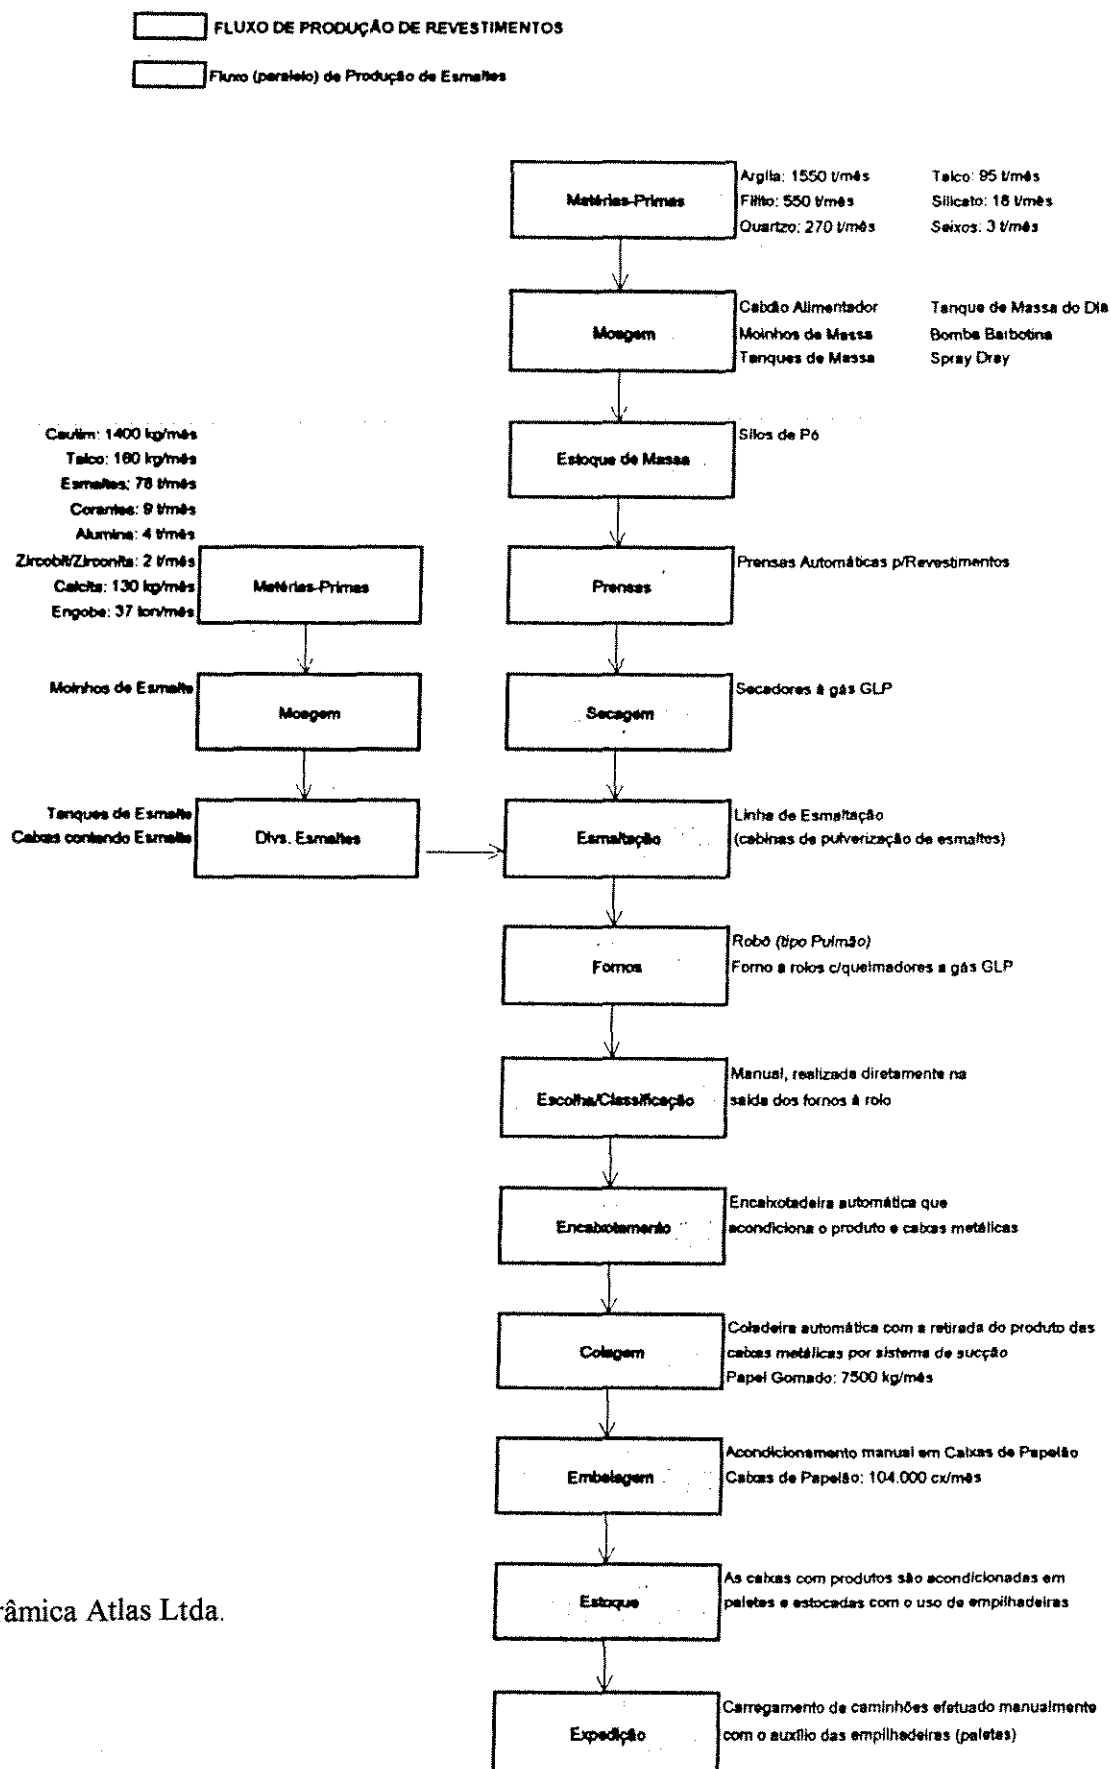 FLUXO DE PRODUÇÃO DE REVESTIMENTOS
Fluxo (paralelo) de Produção de Esmaltes
Matérias-Primas
Argila: 1550 t/mês
Talco: 95 t/mês
Filito: 550 t/mês
Silicato: 18 t/mês
Quartzo: 270 t/mês
Seixos: 3 t/mês
Moagem
Caixão Alimentador
Tanque de Massa do Dia
Moinhos de Massa
Bomba Barbotina
Tanques de Massa
Spray Dray
Estoque de Massa
Silos de Pó
Caulim: 1400 kg/mês
Talco: 160 kg/mês
Esmaltes: 78 t/mês
Corantes: 9 t/mês
Alumina: 4 t/mês
Zircobit/Zirconita: 2 t/mês
Calcita: 130 kg/mês
Engobe: 37 ton/mês
Matérias-Primas
Prensas
Prensas Automáticas p/Revestimentos
Moinhos de Esmalte
Moagem
Secagem
Secadores à gás GLP
Tanques de Esmalte
Caixas contendo Esmalte
Divs. Esmaltes
Esmaltação
Linha de Esmaltação
(cabinas de pulverização de esmaltes)
Fornos
Robô (tipo Pulmão)
Forno a rolos c/queimadores a gás GLP
Escolha/Classificação
Manual, realizada diretamente na
saída dos fornos à rolo
Encaixotamento
Encaixotadeira automática que
acondiciona o produto e caixas metálicas
Colagem
Coladeira automática com a retirada do produto das
caixas metálicas por sistema de sucção
Papel Gomado: 7500 kg/mês
Embalagem
Acondicionamento manual em Caixas de Papelão
Caixas de Papelão: 104.000 cx/mês
Estoque
As caixas com produtos são acondicionadas em
paletes e estocadas com o uso de empilhadeiras
râmica Atlas Ltda.
Expedição
Carregamento de caminhões efetuado manualmente
com o auxílio das empilhadeiras (paletas)